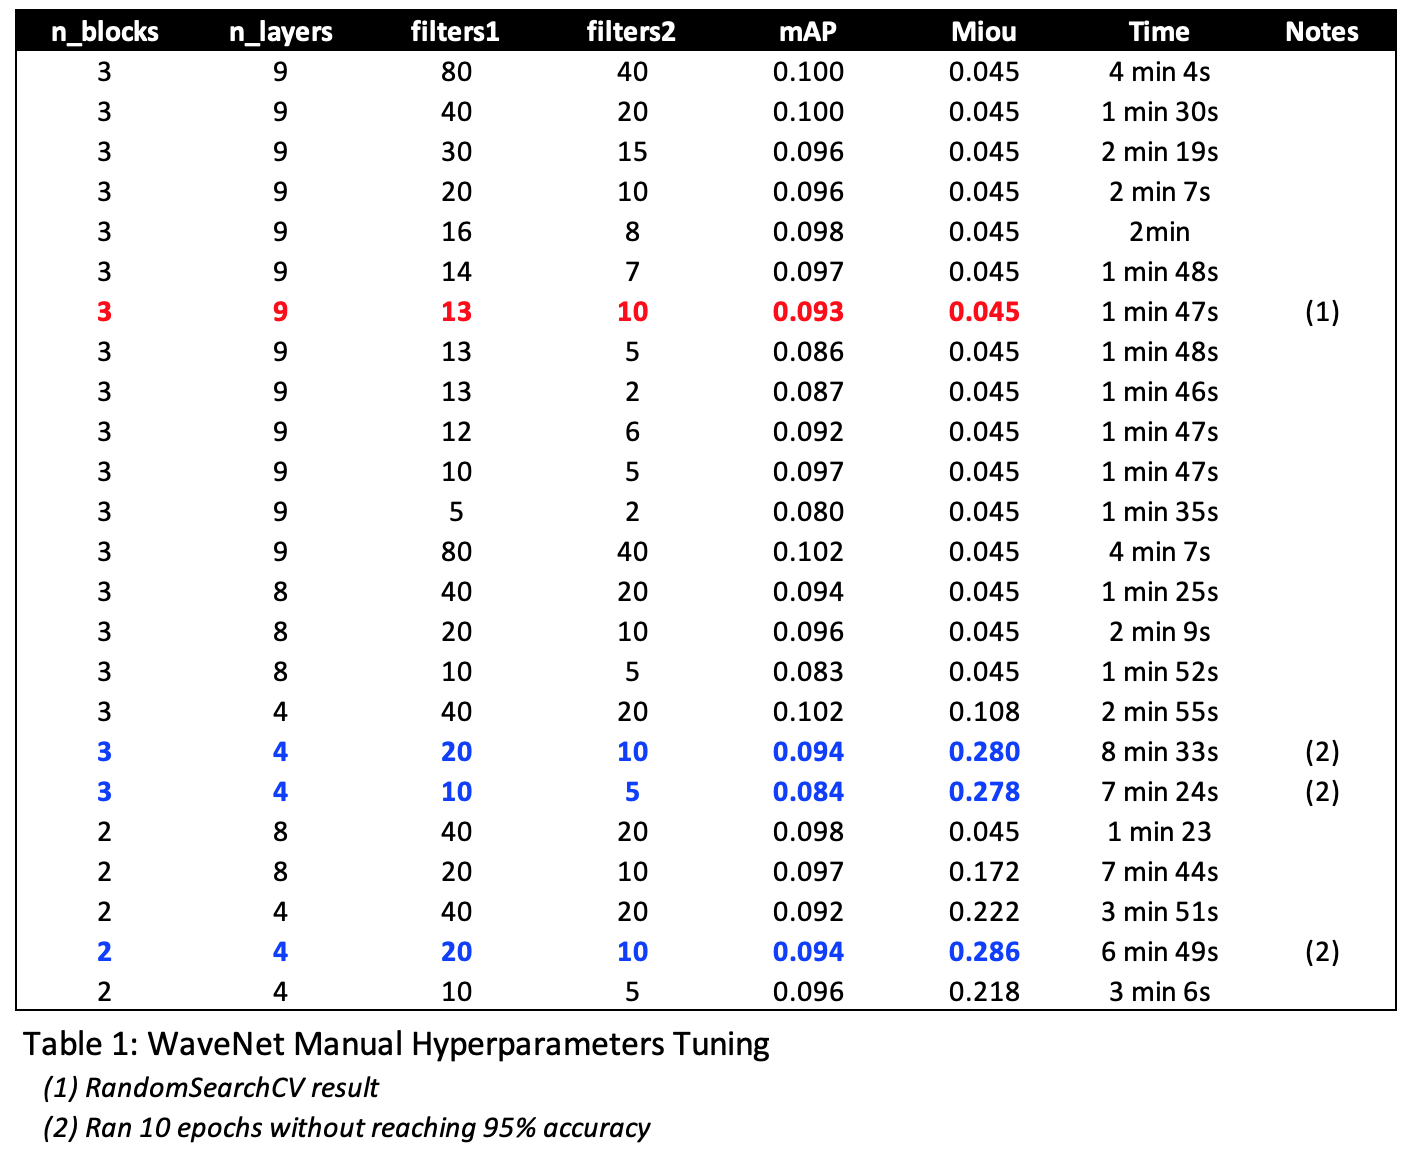 n_blocks n_layers filters1 filters2 mAP Miou Time Notes
3 9 80 40 0.100 0.045 4 min 4s
3 9 40 20 0.100 0.045 1 min 30s
3 9 30 15 0.096 0.045 2 min 19s
3 9 20 10 0.096 0.045 2 min 7s
3 9 16 8 0.098 0.045 2min
3 9 14 7 0.097 0.045 1 min 48s
3 9 13 10 0.093 0.045 1 min 47s (1)
3 9 13 5 0.086 0.045 1 min 48s
3 9 13 2 0.087 0.045 1 min 46s
3 9 12 6 0.092 0.045 1 min 47s
3 9 10 5 0.097 0.045 1 min 47s
3 9 5 2 0.080 0.045 1 min 35s
3 9 80 40 0.102 0.045 4 min 7s
3 8 40 20 0.094 0.045 1 min 25s
3 8 20 10 0.096 0.045 2 min 9s
3 8 10 5 0.083 0.045 1 min 52s
3 4 40 20 0.102 0.108 2 min 55s
3 4 20 10 0.094 0.280 8 min 33s (2)
3 4 10 5 0.084 0.278 7 min 24s (2)
2 8 40 20 0.098 0.045 1 min 23
2 8 20 10 0.097 0.172 7 min 44s
2 4 40 20 0.092 0.222 3 min 51s
2 4 20 10 0.094 0.286 6 min 49s (2)
2 4 10 5 0.096 0.218 3 min 6s
Table 1: WaveNet Manual Hyperparameters Tuning
(1) RandomSearchCV result
(2) Ran 10 epochs without reaching 95% accuracy